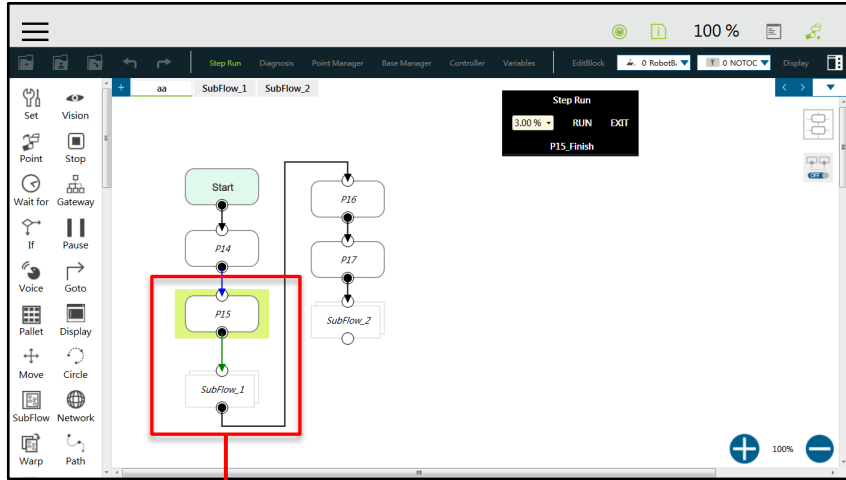 100 %
Step Run Diagnosis Point Manager Base Manager Controller Variables EditBlock 0 RobotB 0 NOTOC Display
+ aa SubFlow_1 SubFlow_2
Set Vision
Point Stop
Wait for Gateway
If Pause
Voice Goto
Pallet Display
Move Circle
SubFlow Network
Warp Path
Step Run
3.00 % RUN EXIT
P15_Finish
OFF
Start
P14
P15
SubFlow_1
P16
P17
SubFlow_2
100%